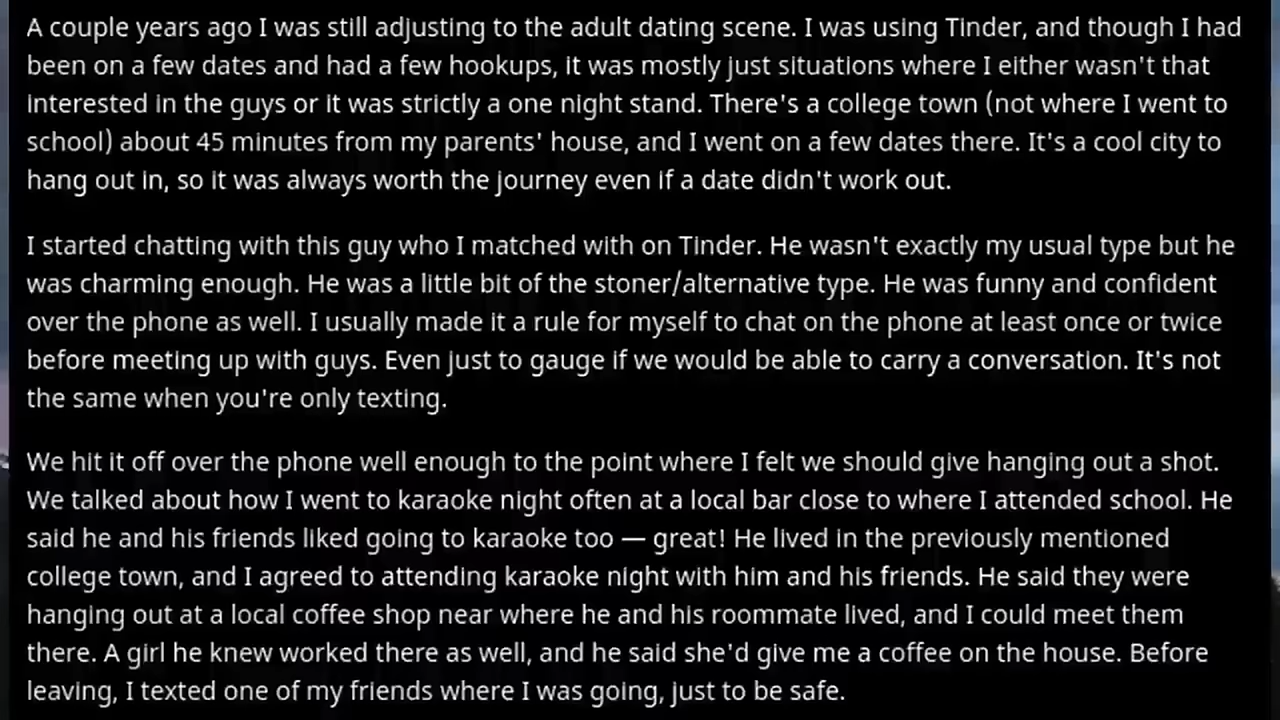 A couple years ago I was still adjusting to the adult dating scene. I was using Tinder, and though I had
been on a few dates and had a few hookups, it was mostly just situations where I either wasn't that
interested in the guys or it was strictly a one night stand. There's a college town (not where I went to
school) about 45 minutes from my parents' house, and I went on a few dates there. It's a cool city to
hang out in, so it was always worth the journey even if a date didn't work out.
I started chatting with this guy who I matched with on Tinder. He wasn't exactly my usual type but he
was charming enough. He was a little bit of the stoner/alternative type. He was funny and confident
over the phone as well. I usually made it a rule for myself to chat on the phone at least once or twice
before meeting up with guys. Even just to gauge if we would be able to carry a conversation. It's not
the same when you're only texting.
We hit it off over the phone well enough to the point where I felt we should give hanging out a shot.
We talked about how I went to karaoke night often at a local bar close to where I attended school. He
said he and his friends liked going to karaoke too — great! He lived in the previously mentioned
college town, and I agreed to attending karaoke night with him and his friends. He said they were
hanging out at a local coffee shop near where he and his roommate lived, and I could meet them
there. A girl he knew worked there as well, and he said she'd give me a coffee on the house. Before
leaving, I texted one of my friends where I was going, just to be safe.